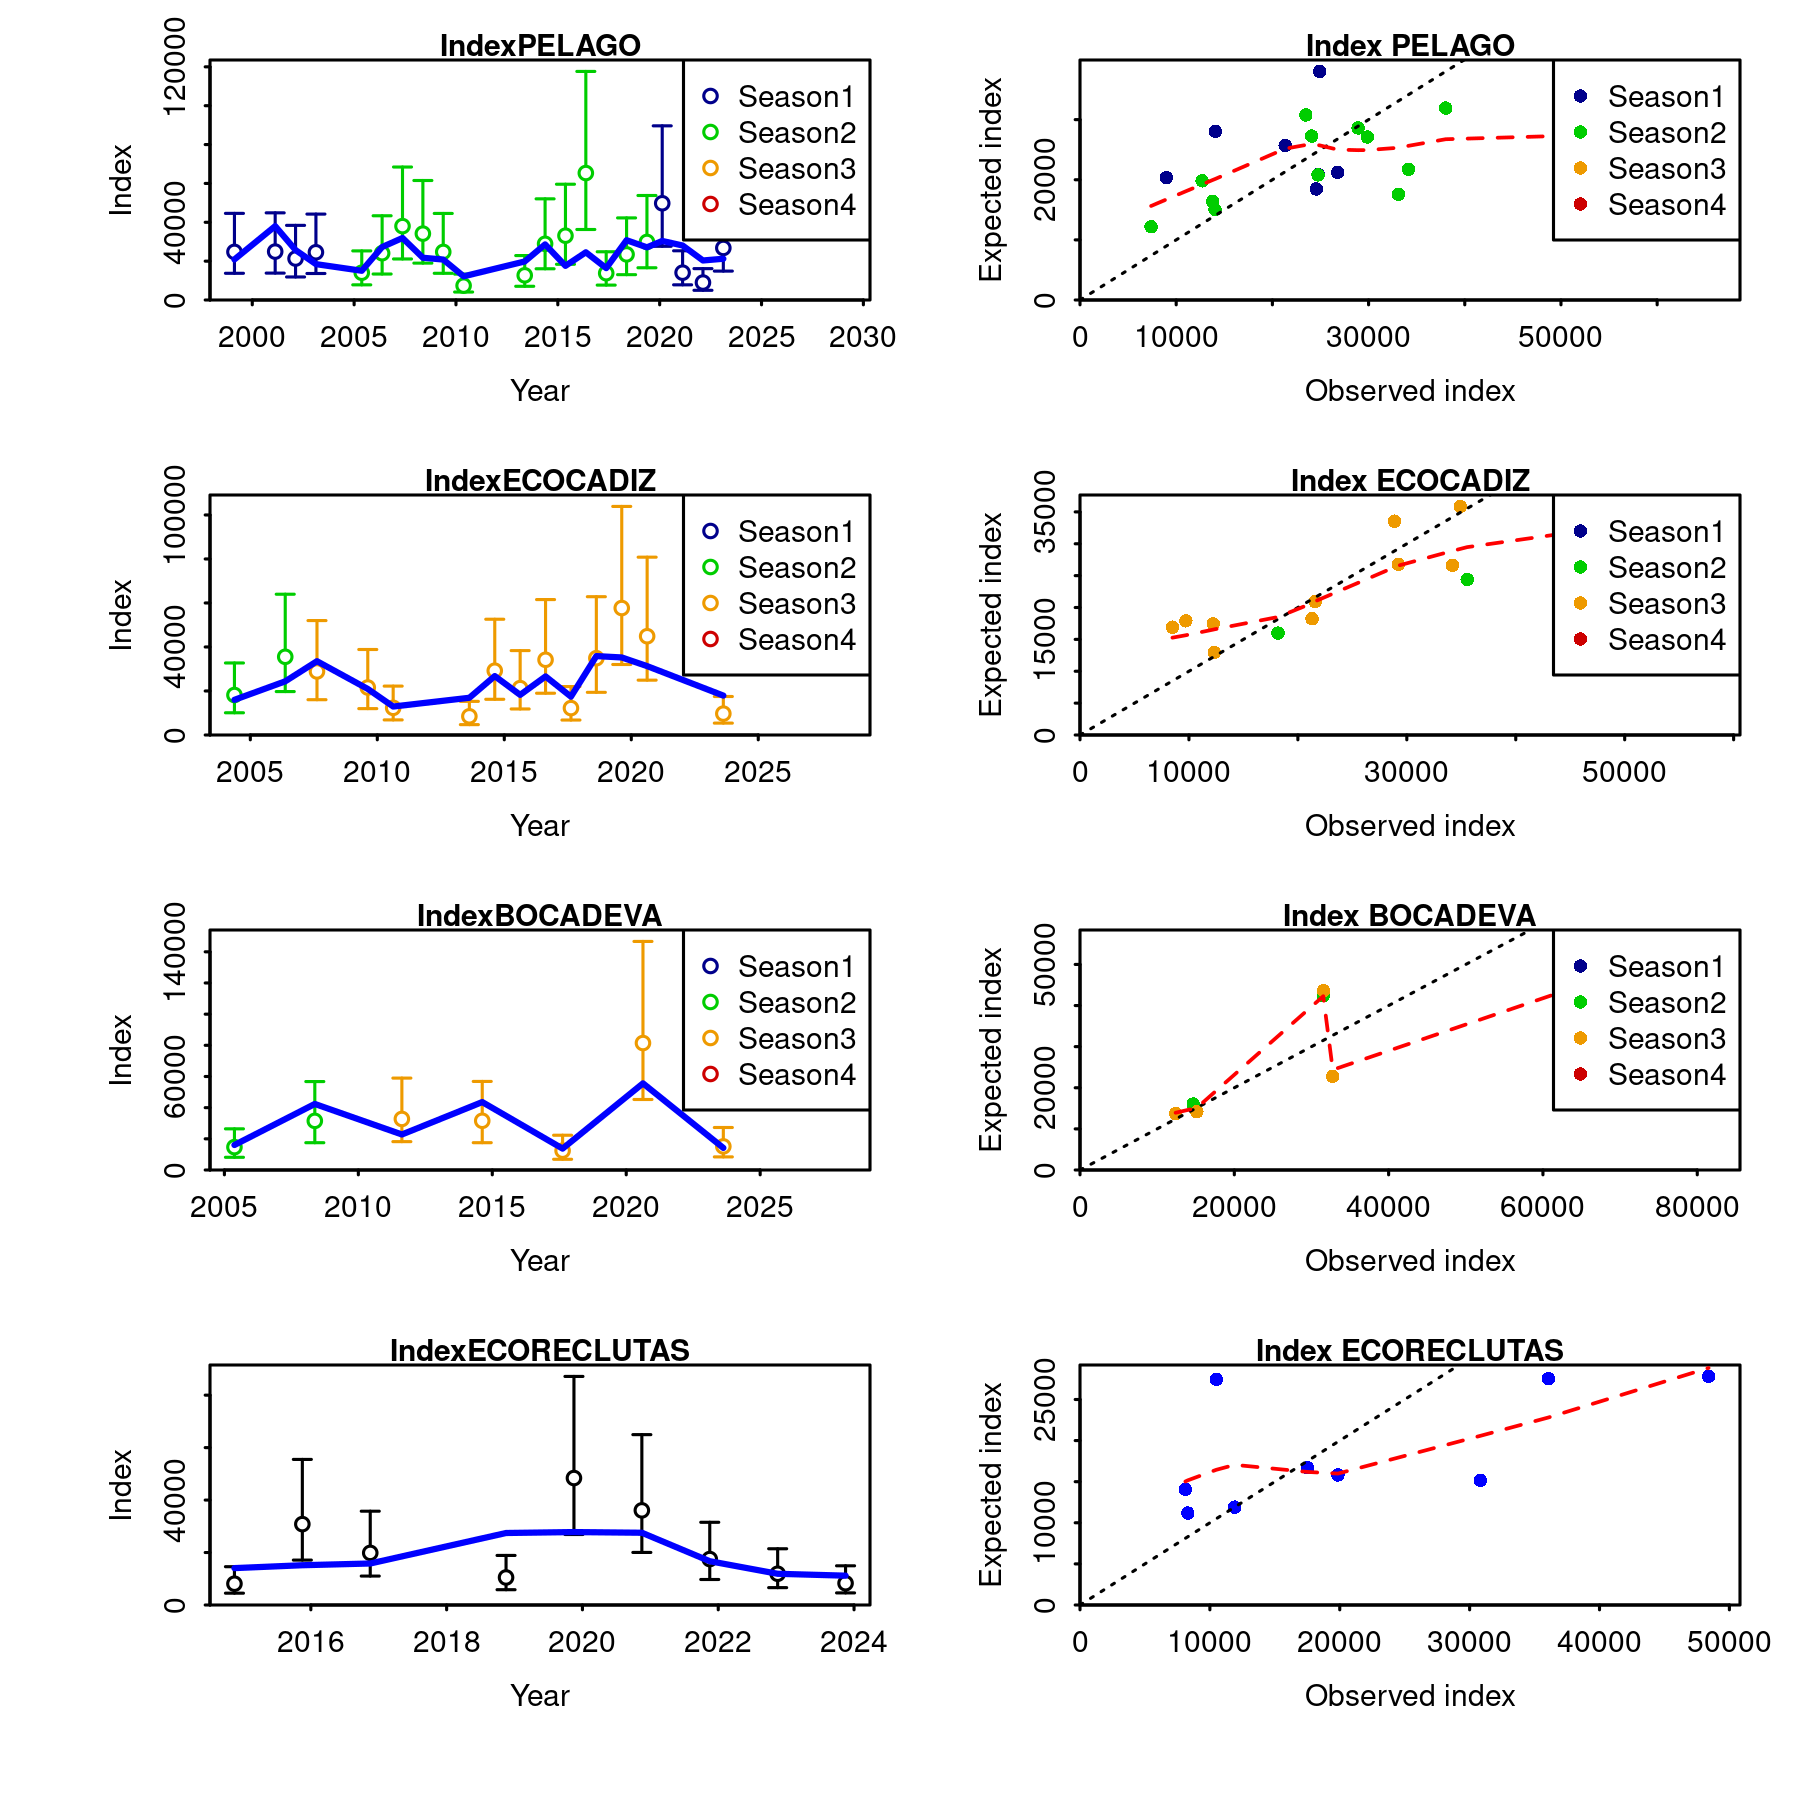 IndexPELAGO
Index
0 40000 120000
Season1
Season2
Season3
Season4
2000 2005 2010 2015 2020 2025 2030
Year
Index PELAGO
Expected index
0 20000
Season1
Season2
Season3
Season4
0 10000 30000 50000
Observed index
IndexECOCADIZ
Index
0 40000 100000
Season1
Season2
Season3
Season4
2005 2010 2015 2020 2025
Year
Index ECOCADIZ
Expected index
0 15000 35000
Season1
Season2
Season3
Season4
0 10000 30000 50000
Observed index
IndexBOCADEVA
Index
0 60000 140000
Season1
Season2
Season3
Season4
2005 2010 2015 2020 2025
Year
Index BOCADEVA
Expected index
0 20000 50000
Season1
Season2
Season3
Season4
0 20000 40000 60000 80000
Observed index
IndexECORECLUTAS
Index
0 40000
2016 2018 2020 2022 2024
Year
Index ECORECLUTAS
Expected index
0 10000 25000
0 10000 20000 30000 40000 50000
Observed index